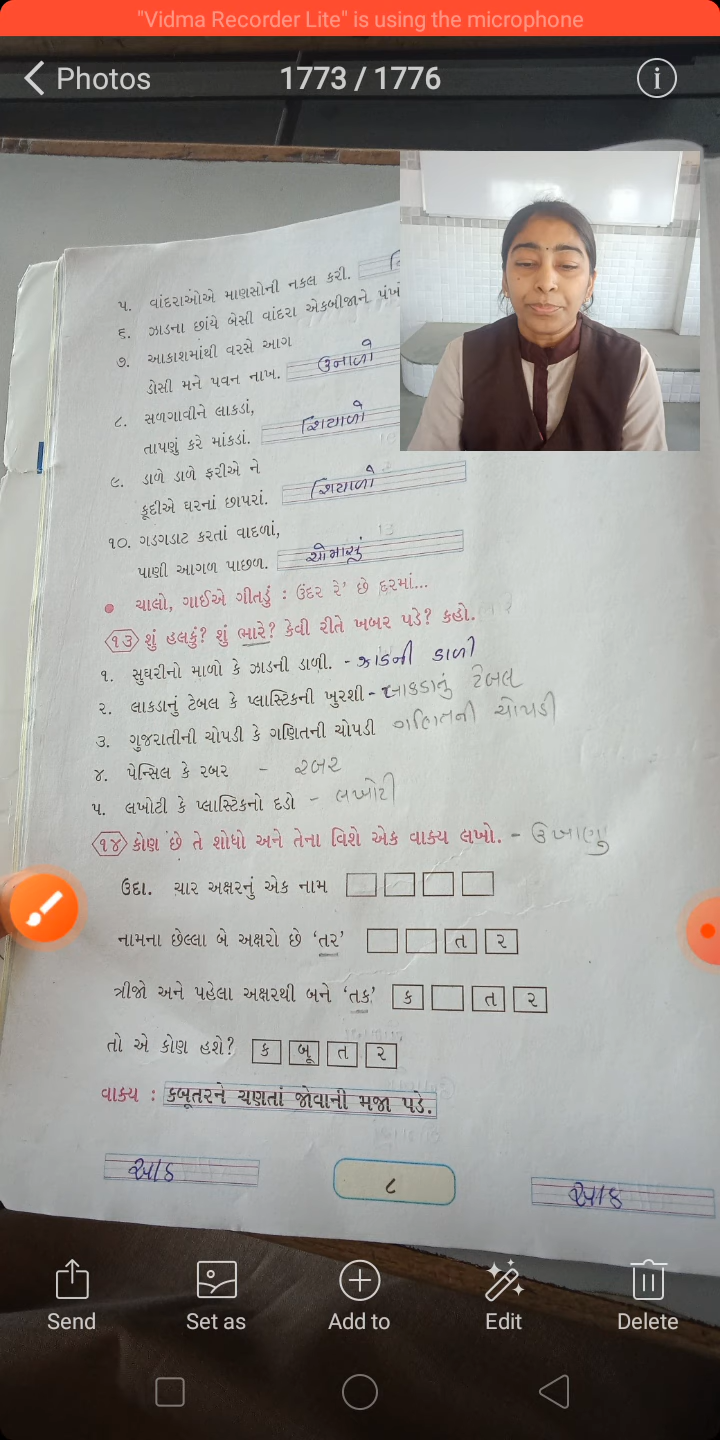 "Vidma Recorder Lite" is using the microphone
Photos
1773 / 1776
૫. વાંદરાઓએ માણસોની નકલ કરી.
૬. ઝાડના છાંયે બેસી વાંદરા એકબીજાને પંખ
૭. આકાશમાંથી વરસે આગ
ડોસી મને પવન નાખ. ઉનાળો
૮. સળગાવીને લાકડાં,
તાપણું કરે માંકડાં. શિયાળો
૯. ડાળે ડાળે ફરીએ ને
કૂદીએ ઘરનાં છાપરાં. શિયાળો
૧૦. ગડગડાટ કરતાં વાદળાં,
પાણી આગળ પાછળ. ચોમાસું
• ચાલો, ગાઈએ ગીતડું : ઉંદર રે' છે દરમાં...
૧૩ શું હલકું? શું ભારે? કેવી રીતે ખબર પડે? કહો.
૧. સુઘરીનો માળો કે ઝાડની ડાળી. - ઝાડની ડાળી
૨. લાકડાનું ટેબલ કે પ્લાસ્ટિકની ખુરશી - લાકડાનું ટેબલ
૩. ગુજરાતીની ચોપડી કે ગણિતની ચોપડી ગણિતની ચોપડી
૪. પેન્સિલ કે રબર - રબર
૫. લખોટી કે પ્લાસ્ટિકનો દડો - લખોટી
૧૪ કોણ છે તે શોધો અને તેના વિશે એક વાક્ય લખો. - ઉખાણુ
ઉદા. ચાર અક્ષરનું એક નામ
નામના છેલ્લા બે અક્ષરો છે ‘તર’ ત ર
ત્રીજો અને પહેલા અક્ષરથી બને ‘તક’ ક ત ર
તો એ કોણ હશે? ક બૂ ત ર
વાક્ય : કબૂતરને ચણતાં જોવાની મજા પડે.
આઠ ૮ આઠ
Send Set as Add to Edit Delete